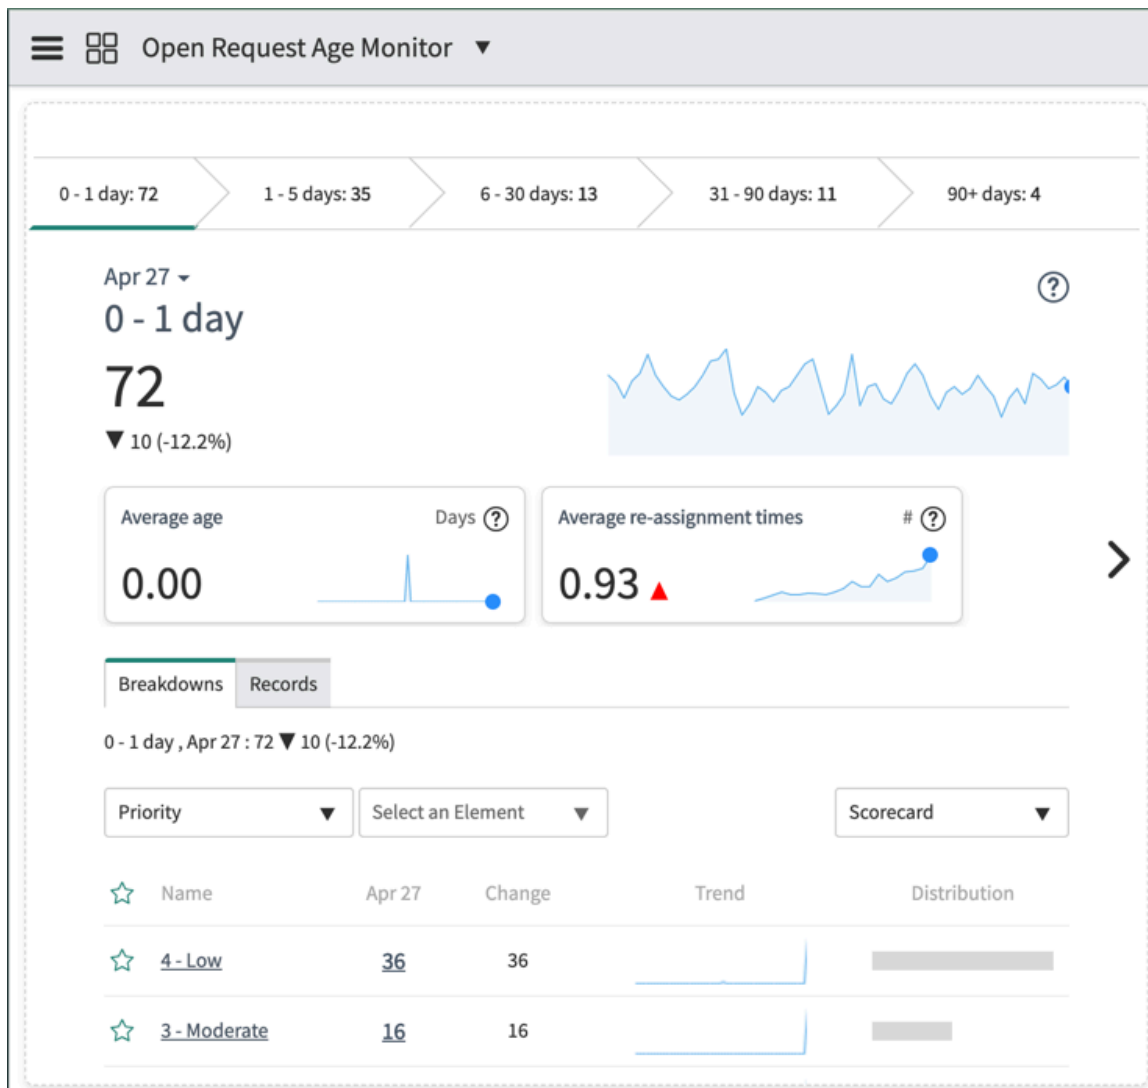 Open Request Age Monitor ▼
0 - 1 day: 72
1 - 5 days: 35
6 - 30 days: 13
31 - 90 days: 11
90+ days: 4
Apr 27
?
0 - 1 day
72
▼ 10 (-12.2%)
Average age Days ?
0.00
Average re-assignment times # ?
0.93 ▲
Breakdowns Records
0 - 1 day , Apr 27 : 72 ▼ 10 (-12.2%)
Priority ▼ Select an Element ▼ Scorecard ▼
Name Apr 27 Change Trend Distribution
4 - Low 36 36
3 - Moderate 16 16